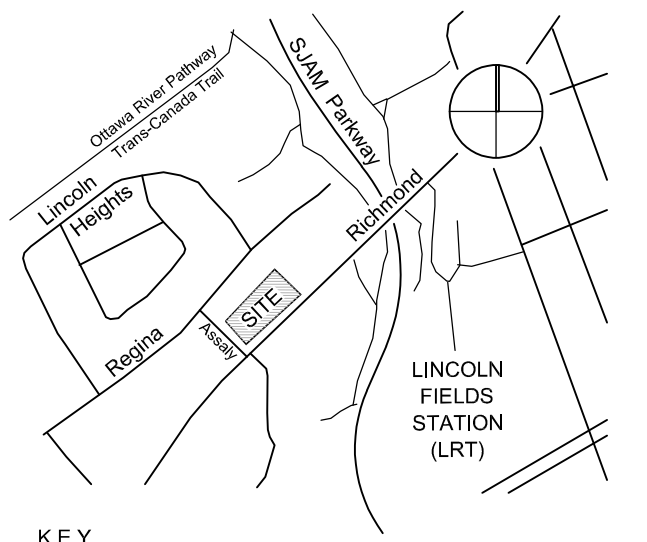 SJAM Parkway
Ottawa River Pathway
Trans-Canada Trail
Lincoln
Heights
Richmond
SITE
Assaly
Regina
LINCOLN
FIELDS
STATION
(LRT)
KEY